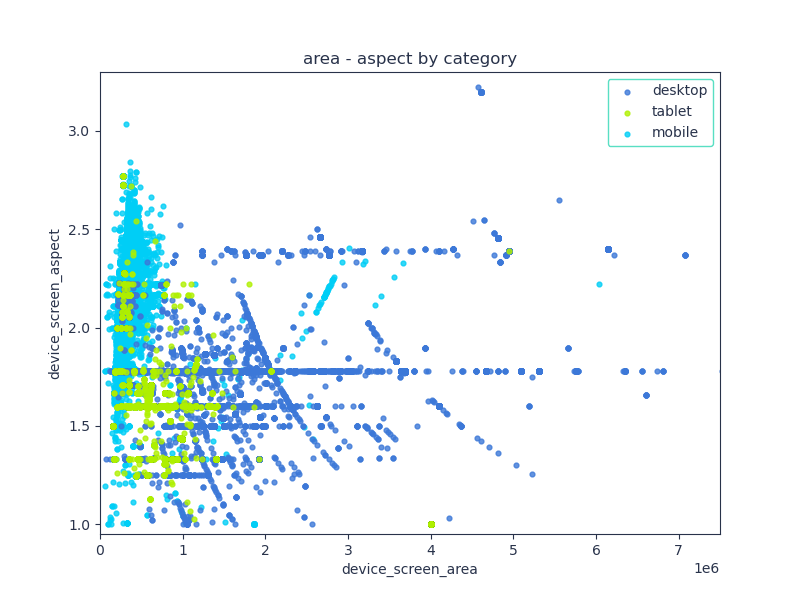 area - aspect by category
desktop
tablet
mobile
device_screen_aspect
3.0
2.5
2.0
1.5
1.0
0 1 2 3 4 5 6 7
1e6
device_screen_area